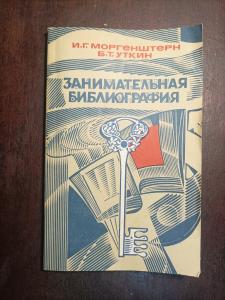 И.Г. МОРГЕНШТЕРН
Б.Т. УТКИН
ЗАНИМАТЕЛЬНАЯ
БИБЛИОГРАФИЯ